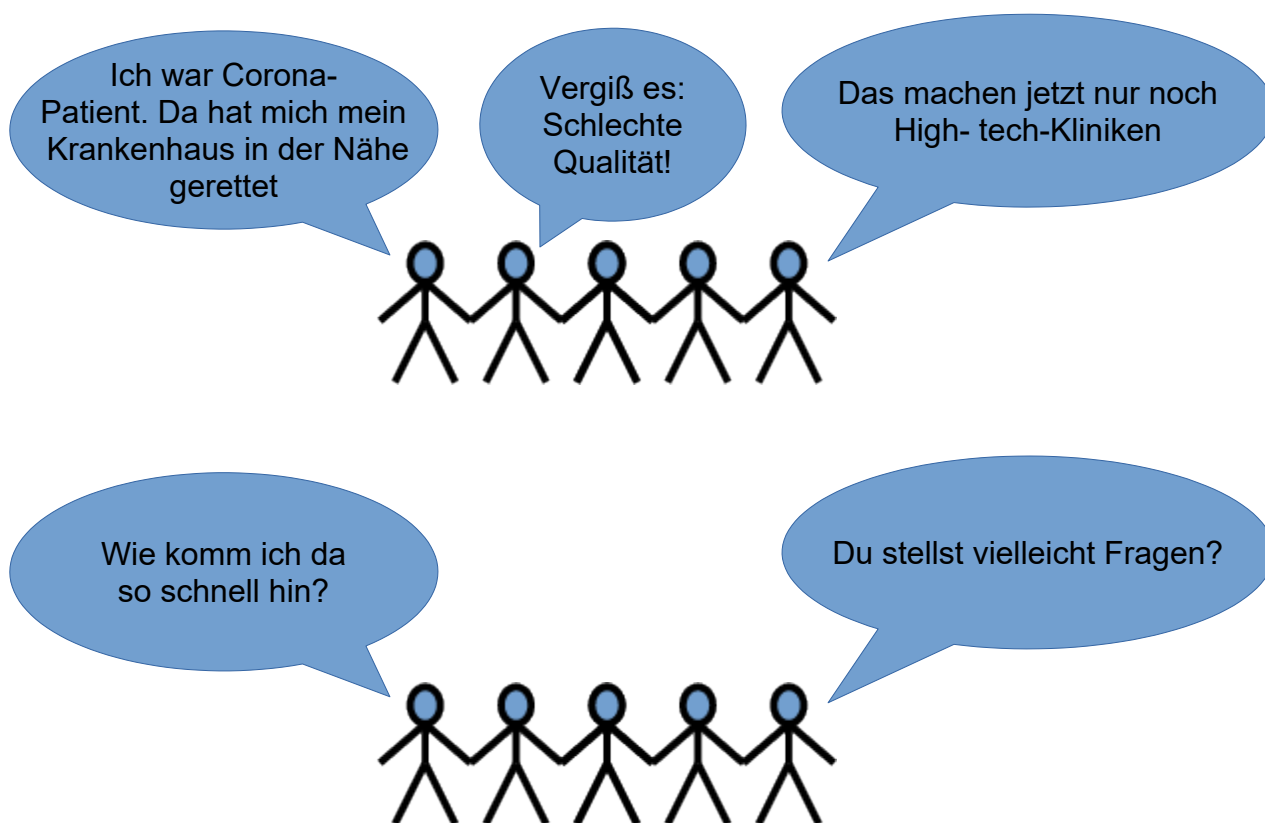 Ich war Corona-
Patient. Da hat mich mein
Krankenhaus in der Nähe
gerettet
Vergiß es:
Schlechte
Qualität!
Das machen jetzt nur noch
High- tech-Kliniken
Wie komm ich da
so schnell hin?
Du stellst vielleicht Fragen?